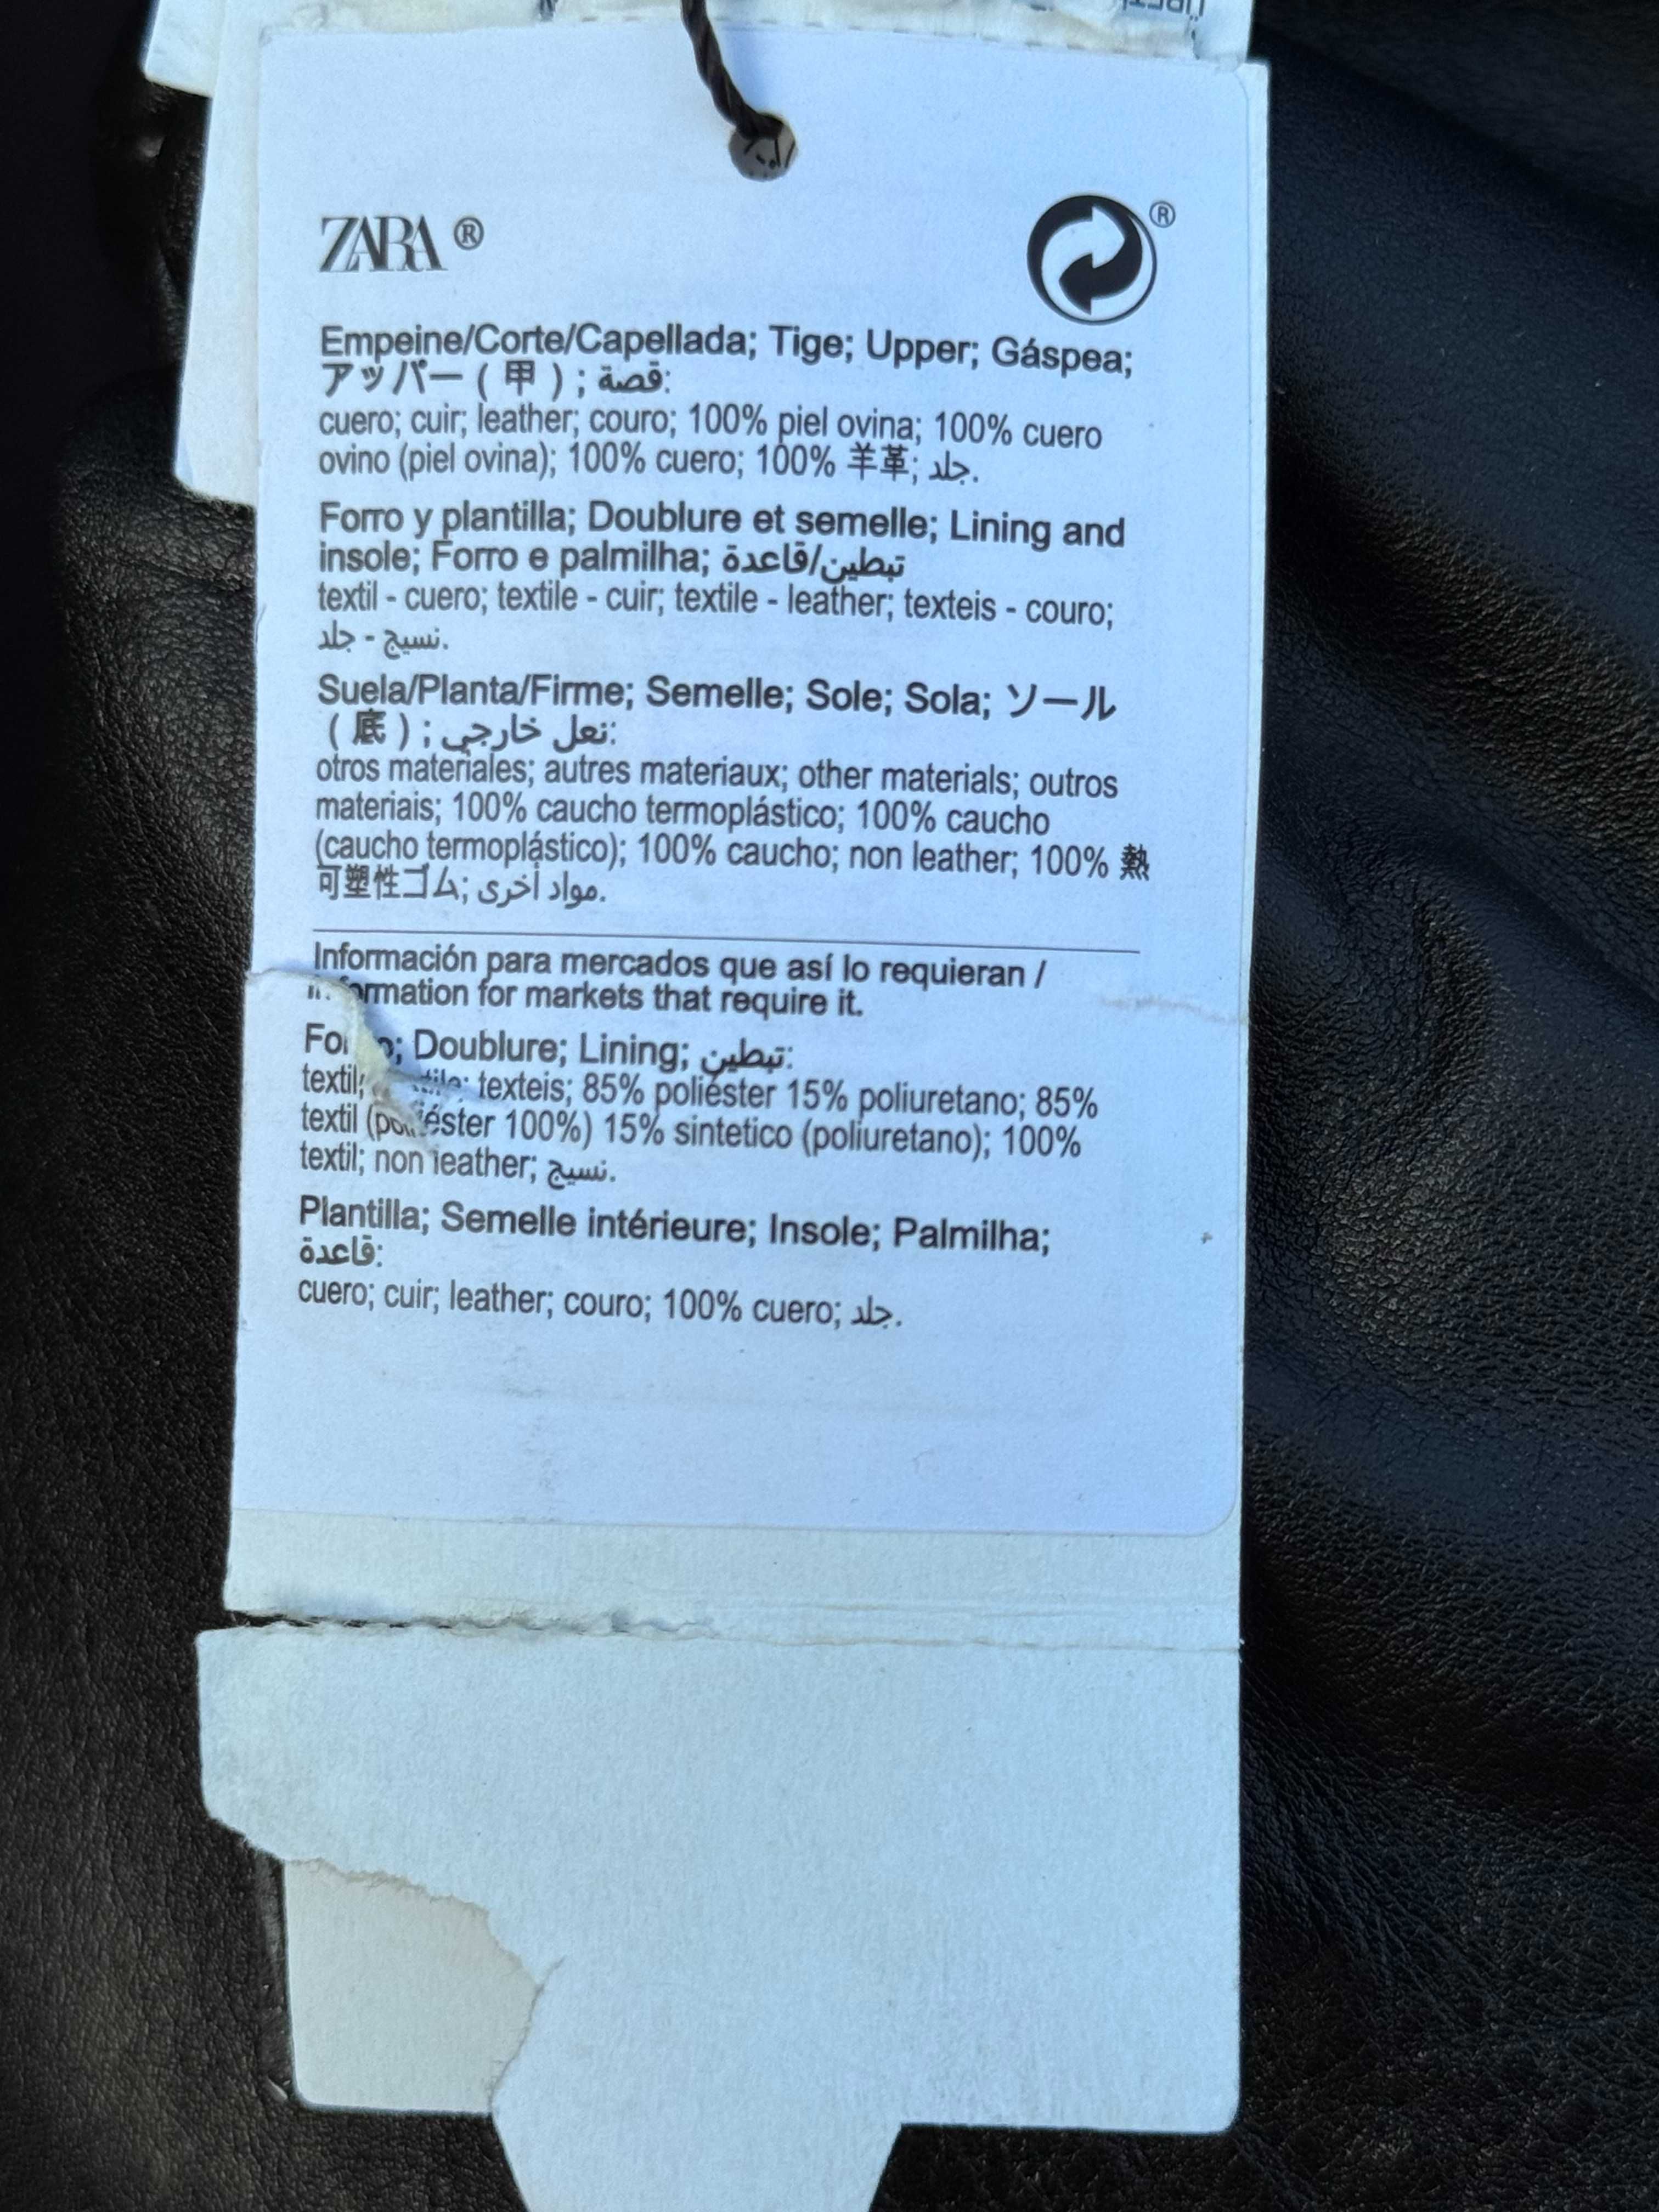 ZARA ®
®
Empeine/Corte/Capellada; Tige; Upper; Gáspea;
アッパー ( 甲 ) ; قصة:
cuero; cuir; leather; couro; 100% piel ovina; 100% cuero
ovino (piel ovina); 100% cuero; 100% 羊革; جلد.
Forro y plantilla; Doublure et semelle; Lining and
insole; Forro e palmilha; تبطين/قاعدة
textil - cuero; textile - cuir; textile - leather; texteis - couro;
نسيج - جلد.
Suela/Planta/Firme; Semelle; Sole; Sola; ソール
( 底 ) ; نعل خارجي:
otros materiales; autres materiaux; other materials; outros
materiais; 100% caucho termoplástico; 100% caucho
(caucho termoplástico); 100% caucho; non leather; 100% 熱
可塑性ゴム; مواد أخرى.
Información para mercados que así lo requieran /
Information for markets that require it.
Forro; Doublure; Lining; تبطين:
textil; textile; texteis; 85% poliéster 15% poliuretano; 85%
textil (poliéster 100%) 15% sintetico (poliuretano); 100%
textil; non leather; نسيج.
Plantilla; Semelle intérieure; Insole; Palmilha;
قاعدة:
cuero; cuir; leather; couro; 100% cuero; جلد.